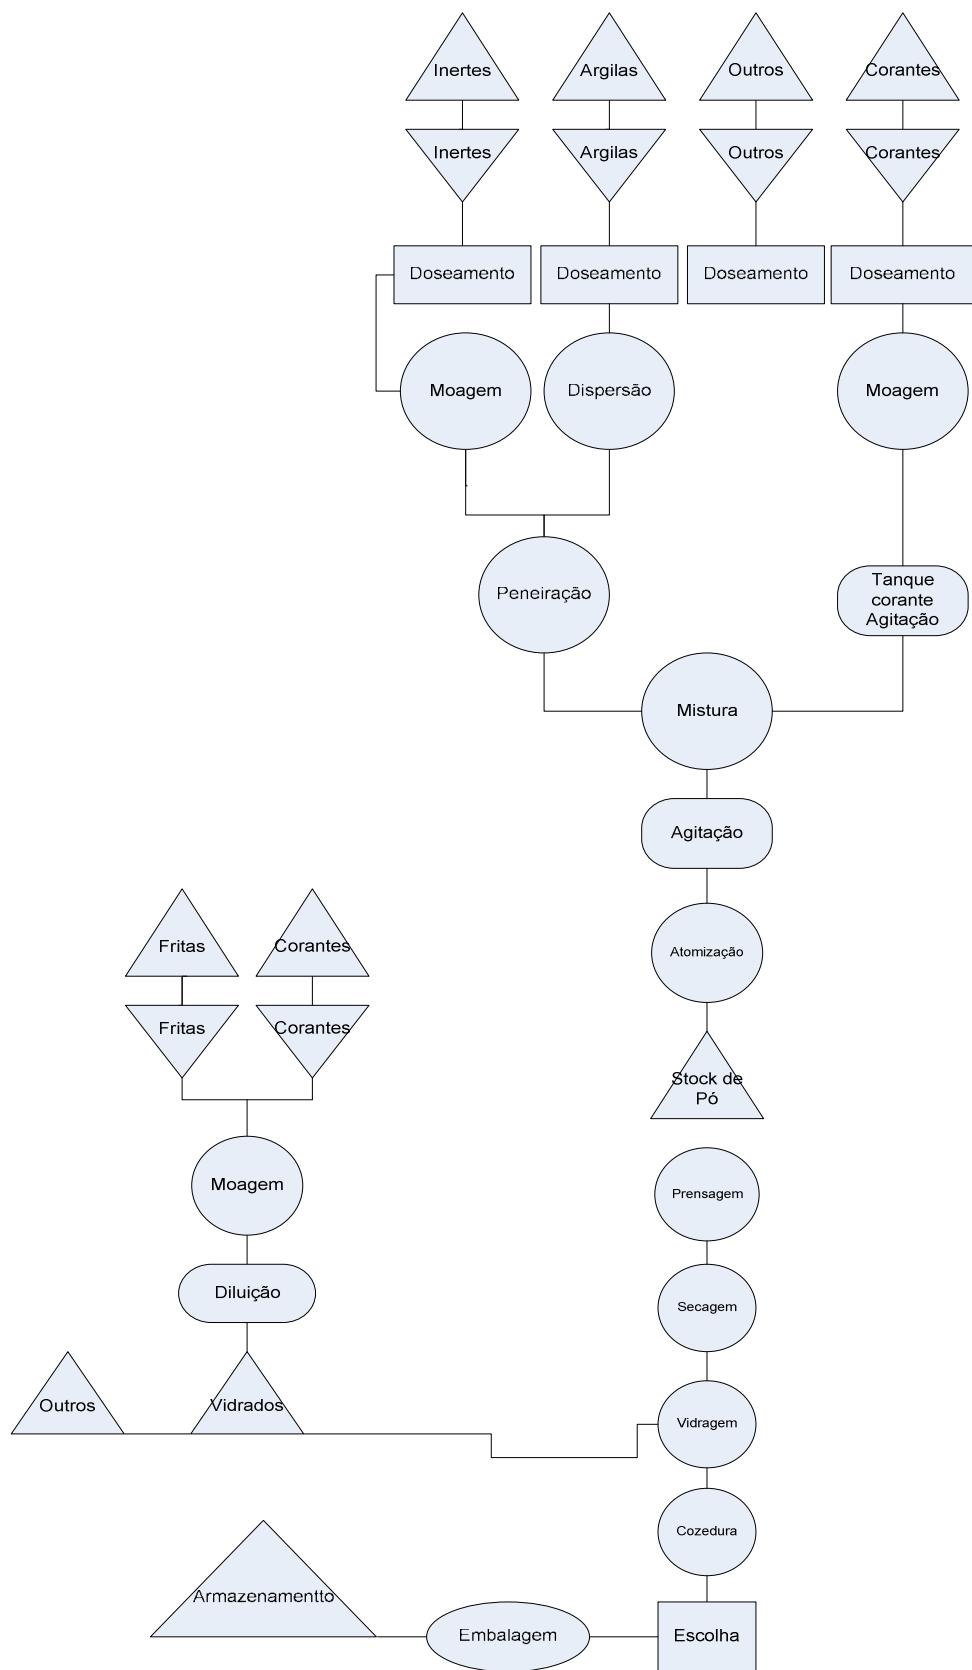 Inertes
Argilas
Outros
Corantes
Inertes
Argilas
Outros
Corantes
Doseamento
Doseamento
Doseamento
Doseamento
Moagem
Dispersão
Moagem
Peneiração
Tanque
corante
Agitação
Mistura
Agitação
Fritas
Corantes
Atomização
Fritas
Corantes
Stock de
Pó
Moagem
Prensagem
Diluição
Secagem
Outros
Vidrados
Vidragem
Cozedura
Armazenamentto
Embalagem
Escolha